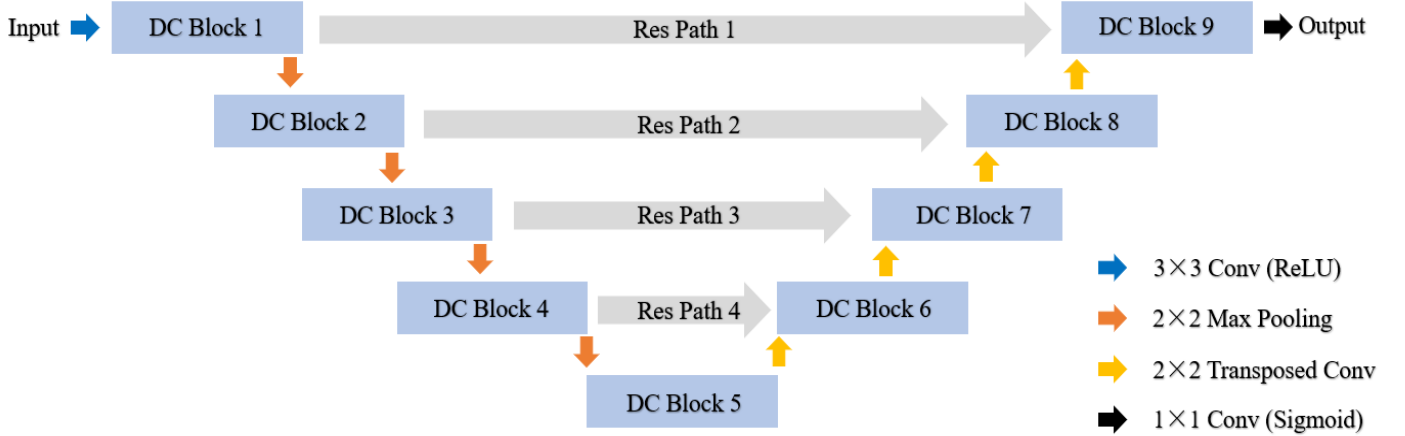 Input
DC Block 1
Res Path 1
DC Block 9
Output
DC Block 2
Res Path 2
DC Block 8
DC Block 3
Res Path 3
DC Block 7
DC Block 4
Res Path 4
DC Block 6
DC Block 5
3×3 Conv (ReLU)
2×2 Max Pooling
2×2 Transposed Conv
1×1 Conv (Sigmoid)